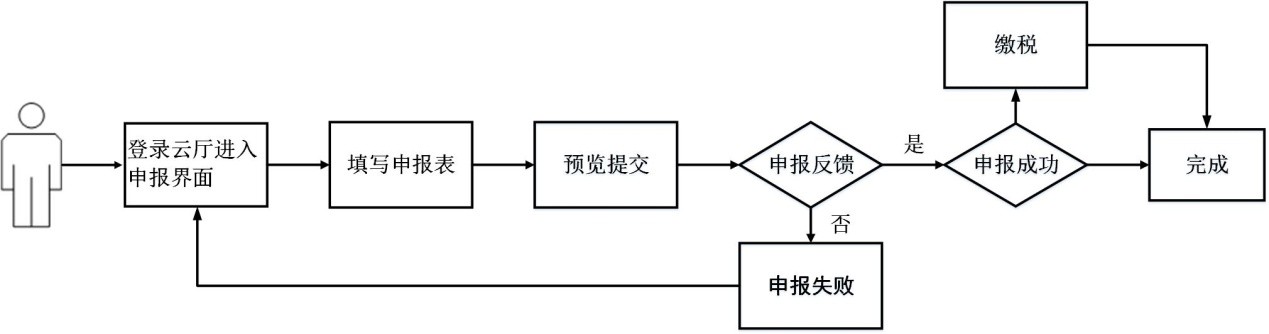 缴税
登录云厅进入
申报界面
填写申报表
预览提交
申报反馈
是
申报成功
完成
否
申报失败